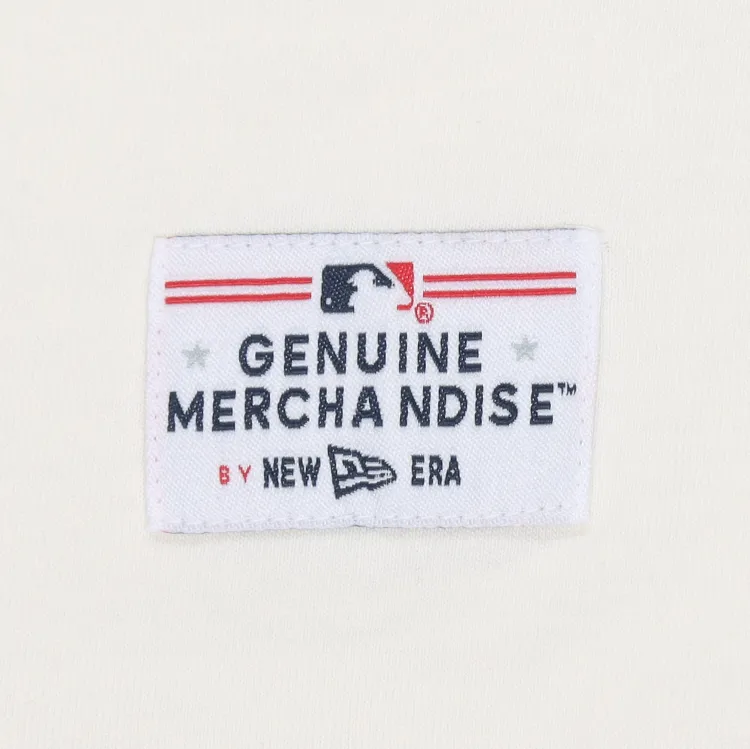 ®
GENUINE
MERCHANDISE™
BY NEW ERA